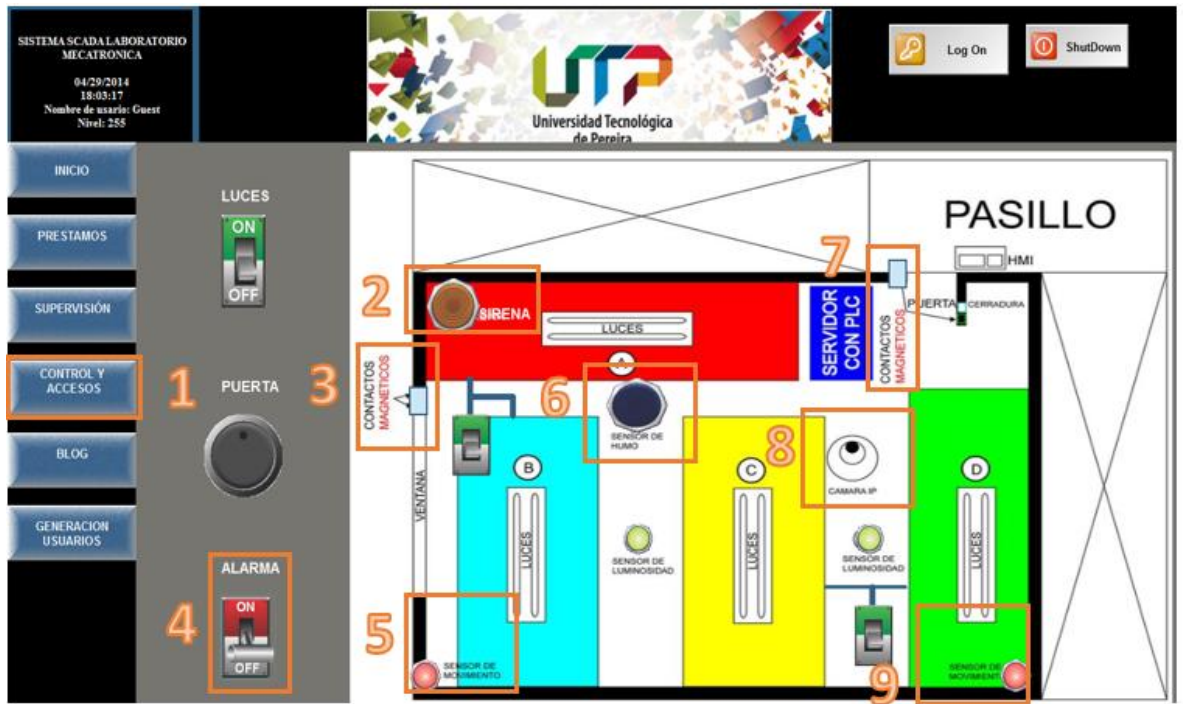 SISTEMA SCADA LABORATORIO
MECATRONICA
04/29/2014
18:03:17
Nombre de usario: Guest
Nivel: 255
UTP
Universidad Tecnológica
de Pereira
Log On
ShutDown
INICIO
PRESTAMOS
SUPERVISIÓN
CONTROL Y
ACCESOS
BLOG
GENERACION
USUARIOS
1
LUCES
ON
OFF
PUERTA
4
ALARMA
ON
OFF
PASILLO
HMI
7
CONTACTOS
MAGNETICOS
PUERTA
CERRADURA
2
SIRENA
LUCES
A
SERVIDOR
CON PLC
3
CONTACTOS
MAGNETICOS
VENTANA
6
SENSOR DE
HUMO
8
CAMARA IP
B
LUCES
SENSOR DE
LUMINOSIDAD
C
LUCES
SENSOR DE
LUMINOSIDAD
D
LUCES
5
SENSOR DE
MOVIMIENTO
9
SENSOR DE